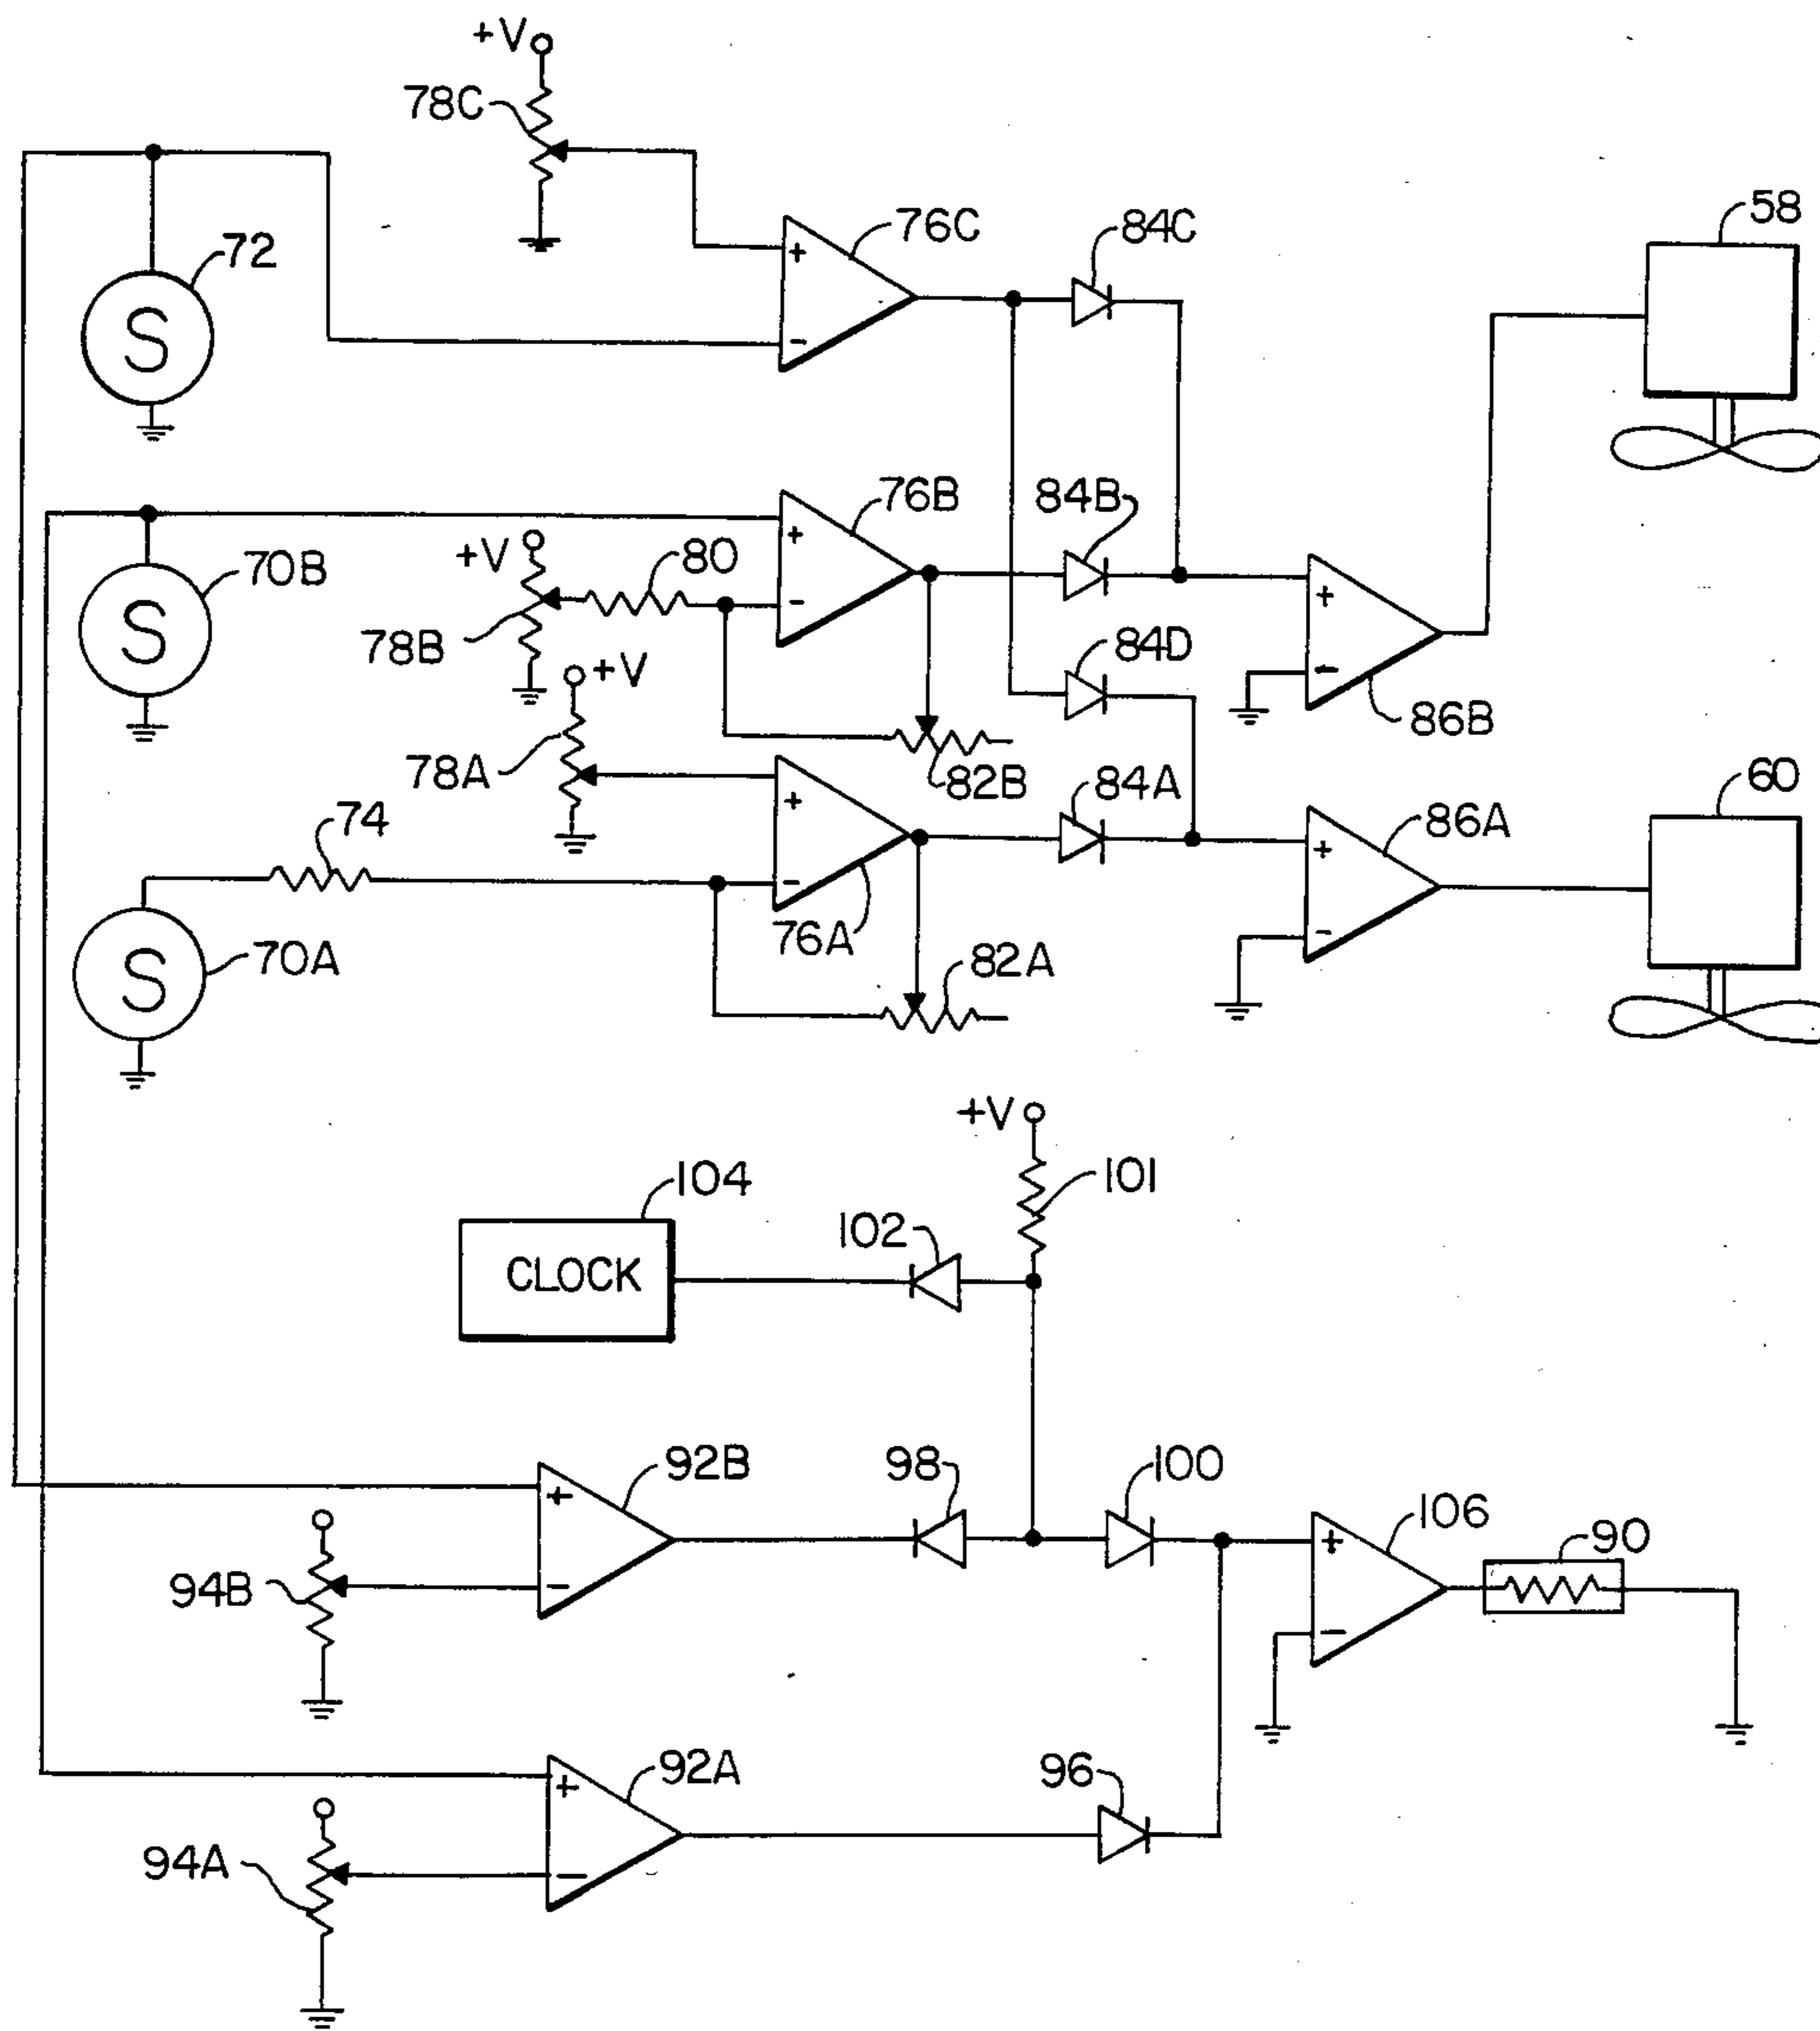 +V
78C
58
76C
84C
72
S
+
-
76B
84B
+V
80
70B
+
-
S
78B
84D
+
-
86B
+V
78A
82B
84A
60
74
+
-
86A
+
-
76A
70A
S
82A
+V
104
101
102
CLOCK
92B
98
100
106
+
-
94B
90
+
-
92A
96
+
-
94A